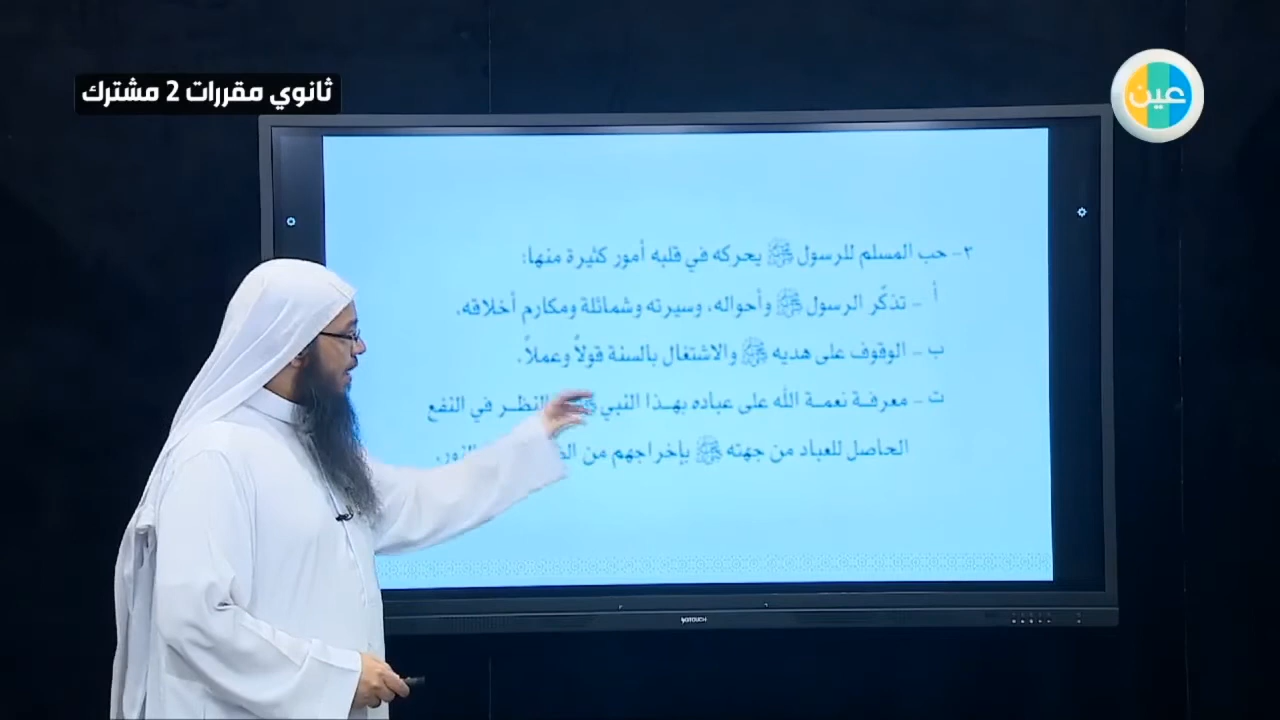 ثانوي مقررات 2 مشترك
عين
٢- حب المسلم للرسول ﷺ يحركه في قلبه أمور كثيرة منها:
أ - تذكّر الرسول ﷺ وأحواله، وسيرته وشمائلة ومكارم أخلاقه.
ب - الوقوف على هديه ﷺ والاشتغال بالسنة قولاً وعملاً.
ت - معرفة نعمة الله على عباده بهذا النبي النظر في النفع
الحاصل للعباد من جهته ﷺ بإخراجهم من النور.